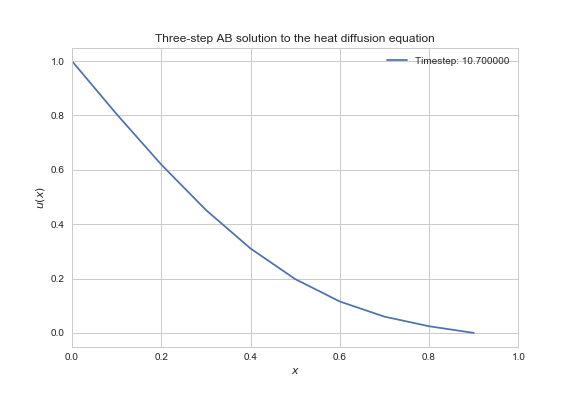 Three-step AB solution to the heat diffusion equation
Timestep: 10.700000
1.0
0.8
0.6
0.4
0.2
0.0
u(x)
0.0 0.2 0.4 0.6 0.8 1.0
x